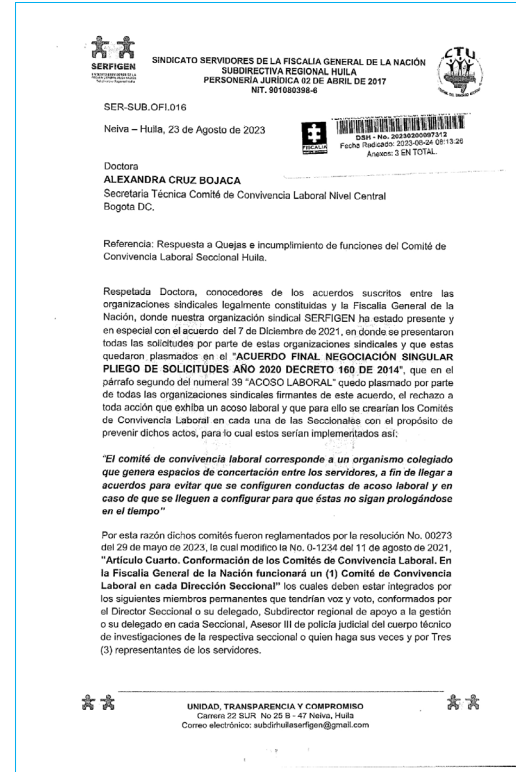 SERFIGEN
SINDICATO SERVIDORES DE LA FISCALIA GENERAL DE LA NACIÓN
SUBDIRECTIVA REGIONAL HUILA
PERSONERÍA JURÍDICA 02 DE ABRIL DE 2017
NIT. 901080398-6
CTU
SER-SUB.OFI.016
Neiva – Huila, 23 de Agosto de 2023
FISCALIA
DSH - No. 20230200097312
Fecha Radicado: 2023-08-24 08:13:26
Anexos: 3 EN TOTAL.
Doctora
ALEXANDRA CRUZ BOJACA
Secretaria Técnica Comité de Convivencia Laboral Nivel Central
Bogota DC.
Referencia: Respuesta a Quejas e incumplimiento de funciones del Comité de
Convivencia Laboral Seccional Huila.
Respetada Doctora, conocedores de los acuerdos suscritos entre las
organizaciones sindicales legalmente constituidas y la Fiscalia General de la
Nación, donde nuestra organización sindical SERFIGEN ha estado presente y
en especial con el acuerdo del 7 de Diciembre de 2021, en donde se presentaron
todas las solicitudes por parte de estas organizaciones sindicales y que estas
quedaron plasmados en el "ACUERDO FINAL NEGOCIACIÓN SINGULAR
PLIEGO DE SOLICITUDES AÑO 2020 DECRETO 160 DE 2014", que en el
párrafo segundo del numeral 39 "ACOSO LABORAL" quedo plasmado por parte
de todas las organizaciones sindicales firmantes de este acuerdo, el rechazo a
toda acción que exhiba un acoso laboral y que para ello se crearían los Comités
de Convivencia Laboral en cada una de las Seccionales con el propósito de
prevenir dichos actos, para lo cual estos serían implementados así:
"El comité de convivencia laboral corresponde a un organismo colegiado
que genera espacios de concertación entre los servidores, a fin de llegar a
acuerdos para evitar que se configuren conductas de acoso laboral y en
caso de que se lleguen a configurar para que éstas no sigan prologándose
en el tiempo"
Por esta razón dichos comités fueron reglamentados por la resolución No. 00273
del 29 de mayo de 2023, la cual modifico la No. 0-1234 del 11 de agosto de 2021,
"Artículo Cuarto. Conformación de los Comités de Convivencia Laboral. En
la Fiscalía General de la Nación funcionará un (1) Comité de Convivencia
Laboral en cada Dirección Seccional" los cuales deben estar integrados por
los siguientes miembros permanentes que tendrían voz y voto, conformados por
el Director Seccional o su delegado, Subdirector regional de apoyo a la gestión
o su delegado en cada Seccional, Asesor III de policía judicial del cuerpo técnico
de investigaciones de la respectiva seccional o quien haga sus veces y por Tres
(3) representantes de los servidores.
UNIDAD, TRANSPARENCIA Y COMPROMISO
Carrera 22 SUR No 25 B - 47 Neiva, Huila
Correo electrónico: subdirhuilaserfigen@gmail.com